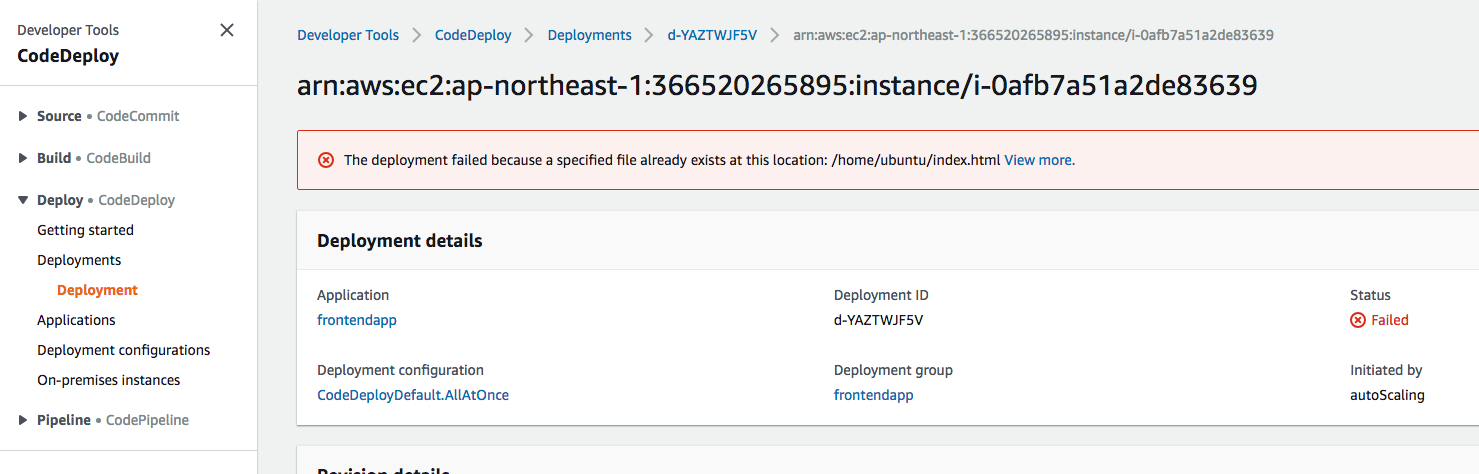 Developer Tools
CodeDeploy
Source • CodeCommit
Build • CodeBuild
Deploy • CodeDeploy
Getting started
Deployments
Deployment
Applications
Deployment configurations
On-premises instances
Pipeline • CodePipeline
Developer Tools > CodeDeploy > Deployments > d-YAZTWJF5V > arn:aws:ec2:ap-northeast-1:366520265895:instance/i-0afb7a51a2de83639
arn:aws:ec2:ap-northeast-1:366520265895:instance/i-0afb7a51a2de83639
The deployment failed because a specified file already exists at this location: /home/ubuntu/index.html View more.
Deployment details
Application Deployment ID Status
frontendapp d-YAZTWJF5V Failed
Deployment configuration Deployment group Initiated by
CodeDeployDefault.AllAtOnce frontendapp autoScaling
Revision details